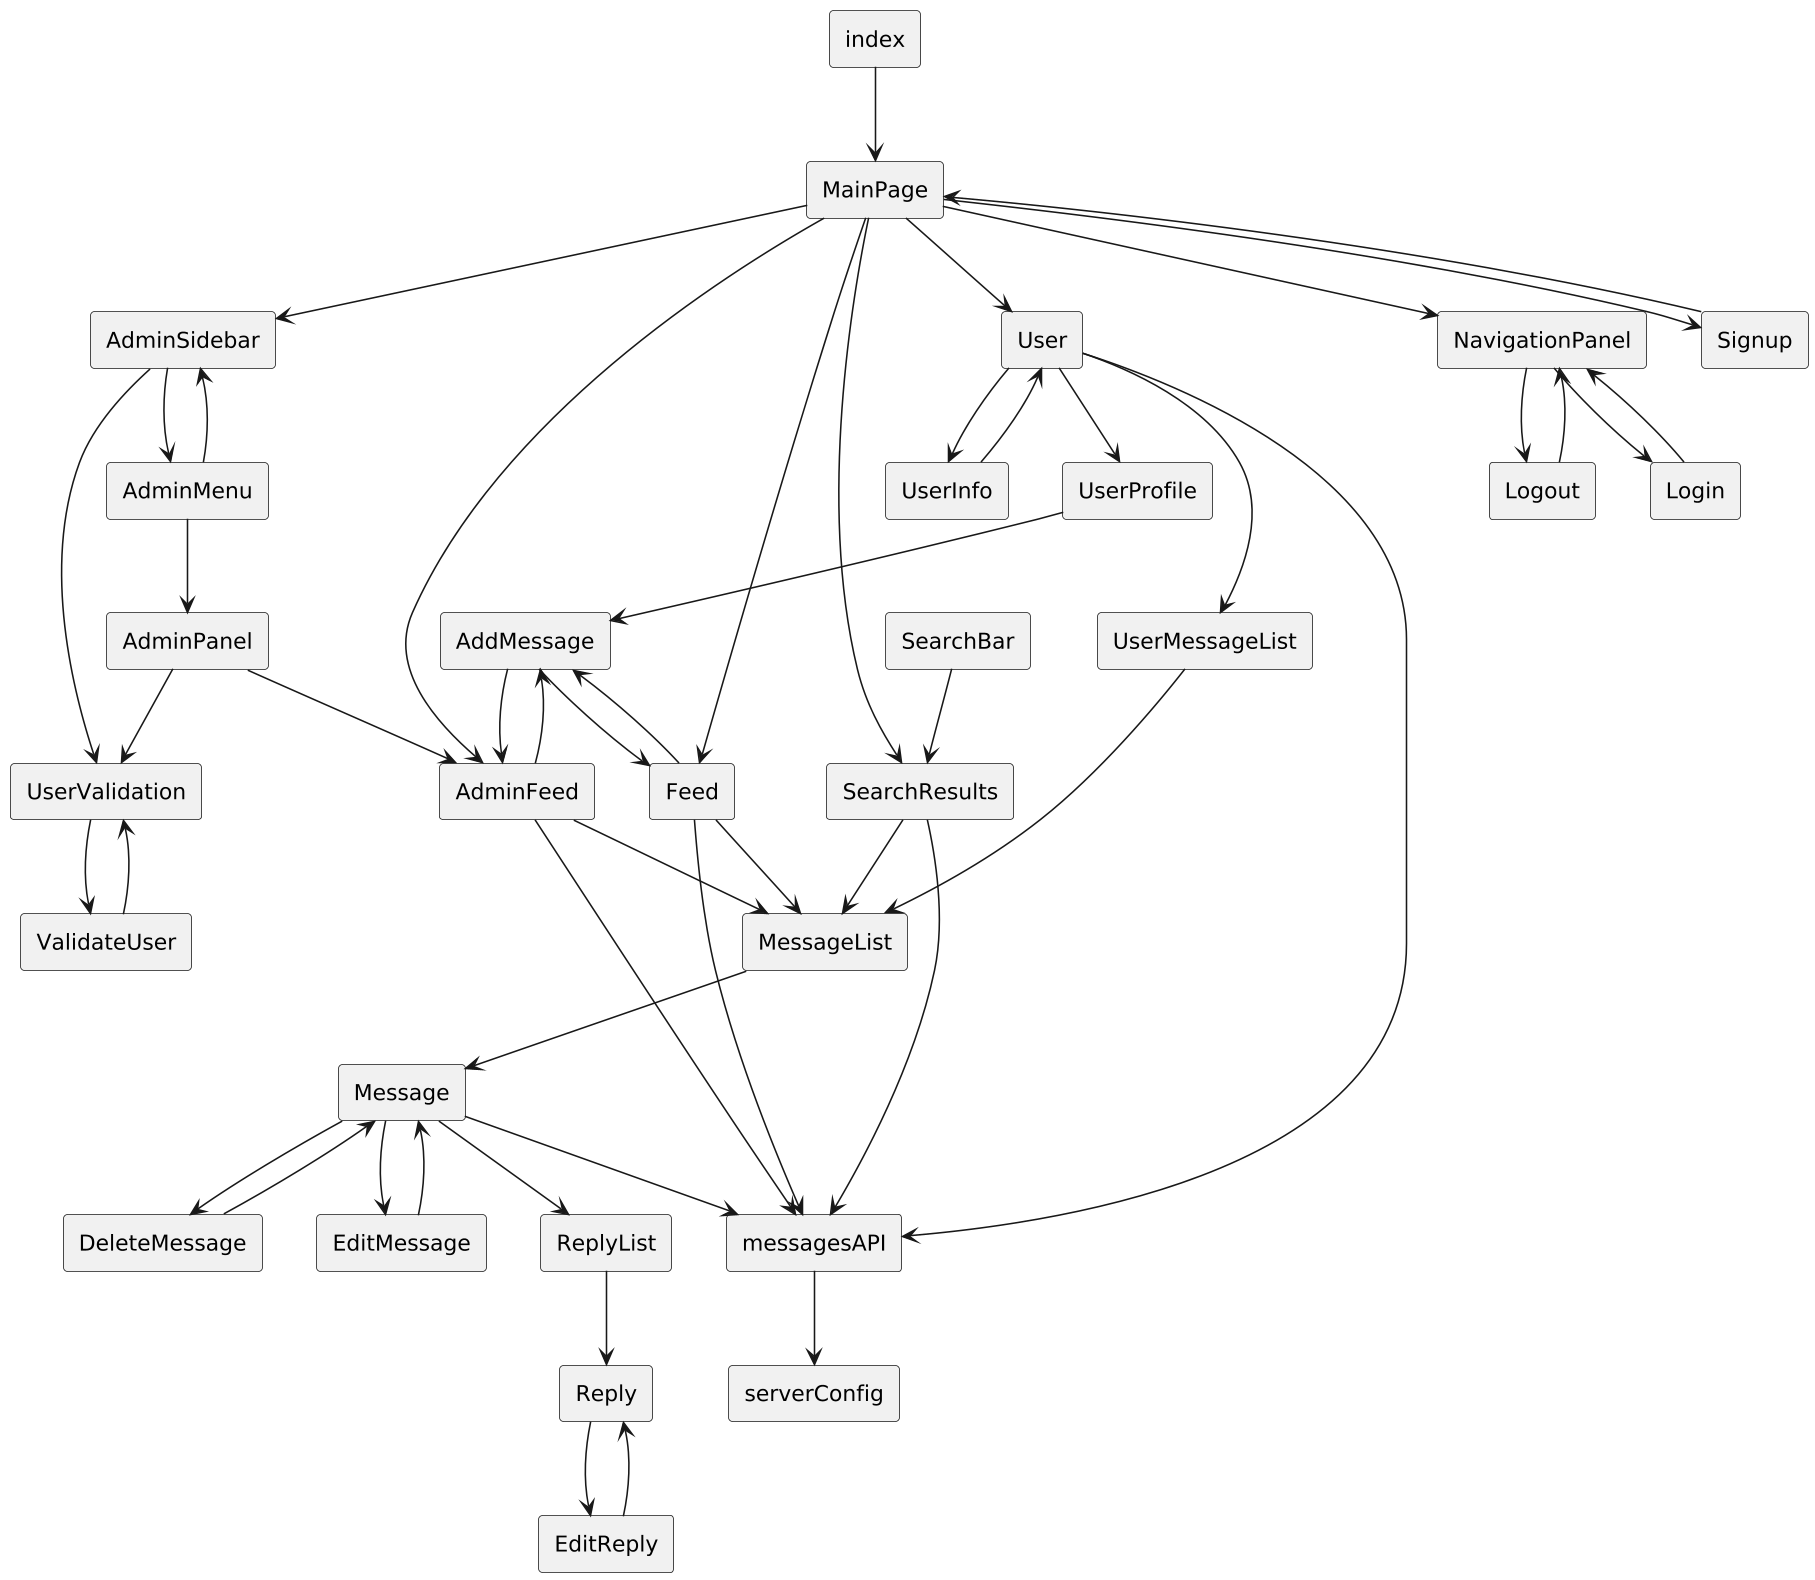 index
MainPage
AdminSidebar
User
NavigationPanel
Signup
AdminMenu
UserInfo
UserProfile
Logout
Login
AdminPanel
AddMessage
SearchBar
UserMessageList
UserValidation
AdminFeed
Feed
SearchResults
ValidateUser
MessageList
Message
DeleteMessage
EditMessage
ReplyList
messagesAPI
Reply
serverConfig
EditReply